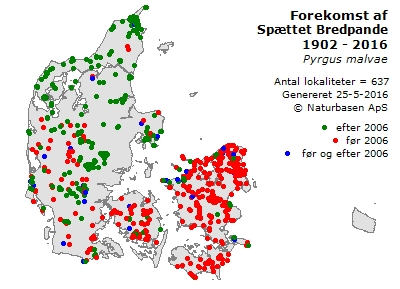 Forekomst af
Spættet Bredpande
1902 - 2016
Pyrgus malvae
Antal lokaliteter = 637
Genereret 25-5-2016
© Naturbasen ApS
efter 2006
før 2006
før og efter 2006